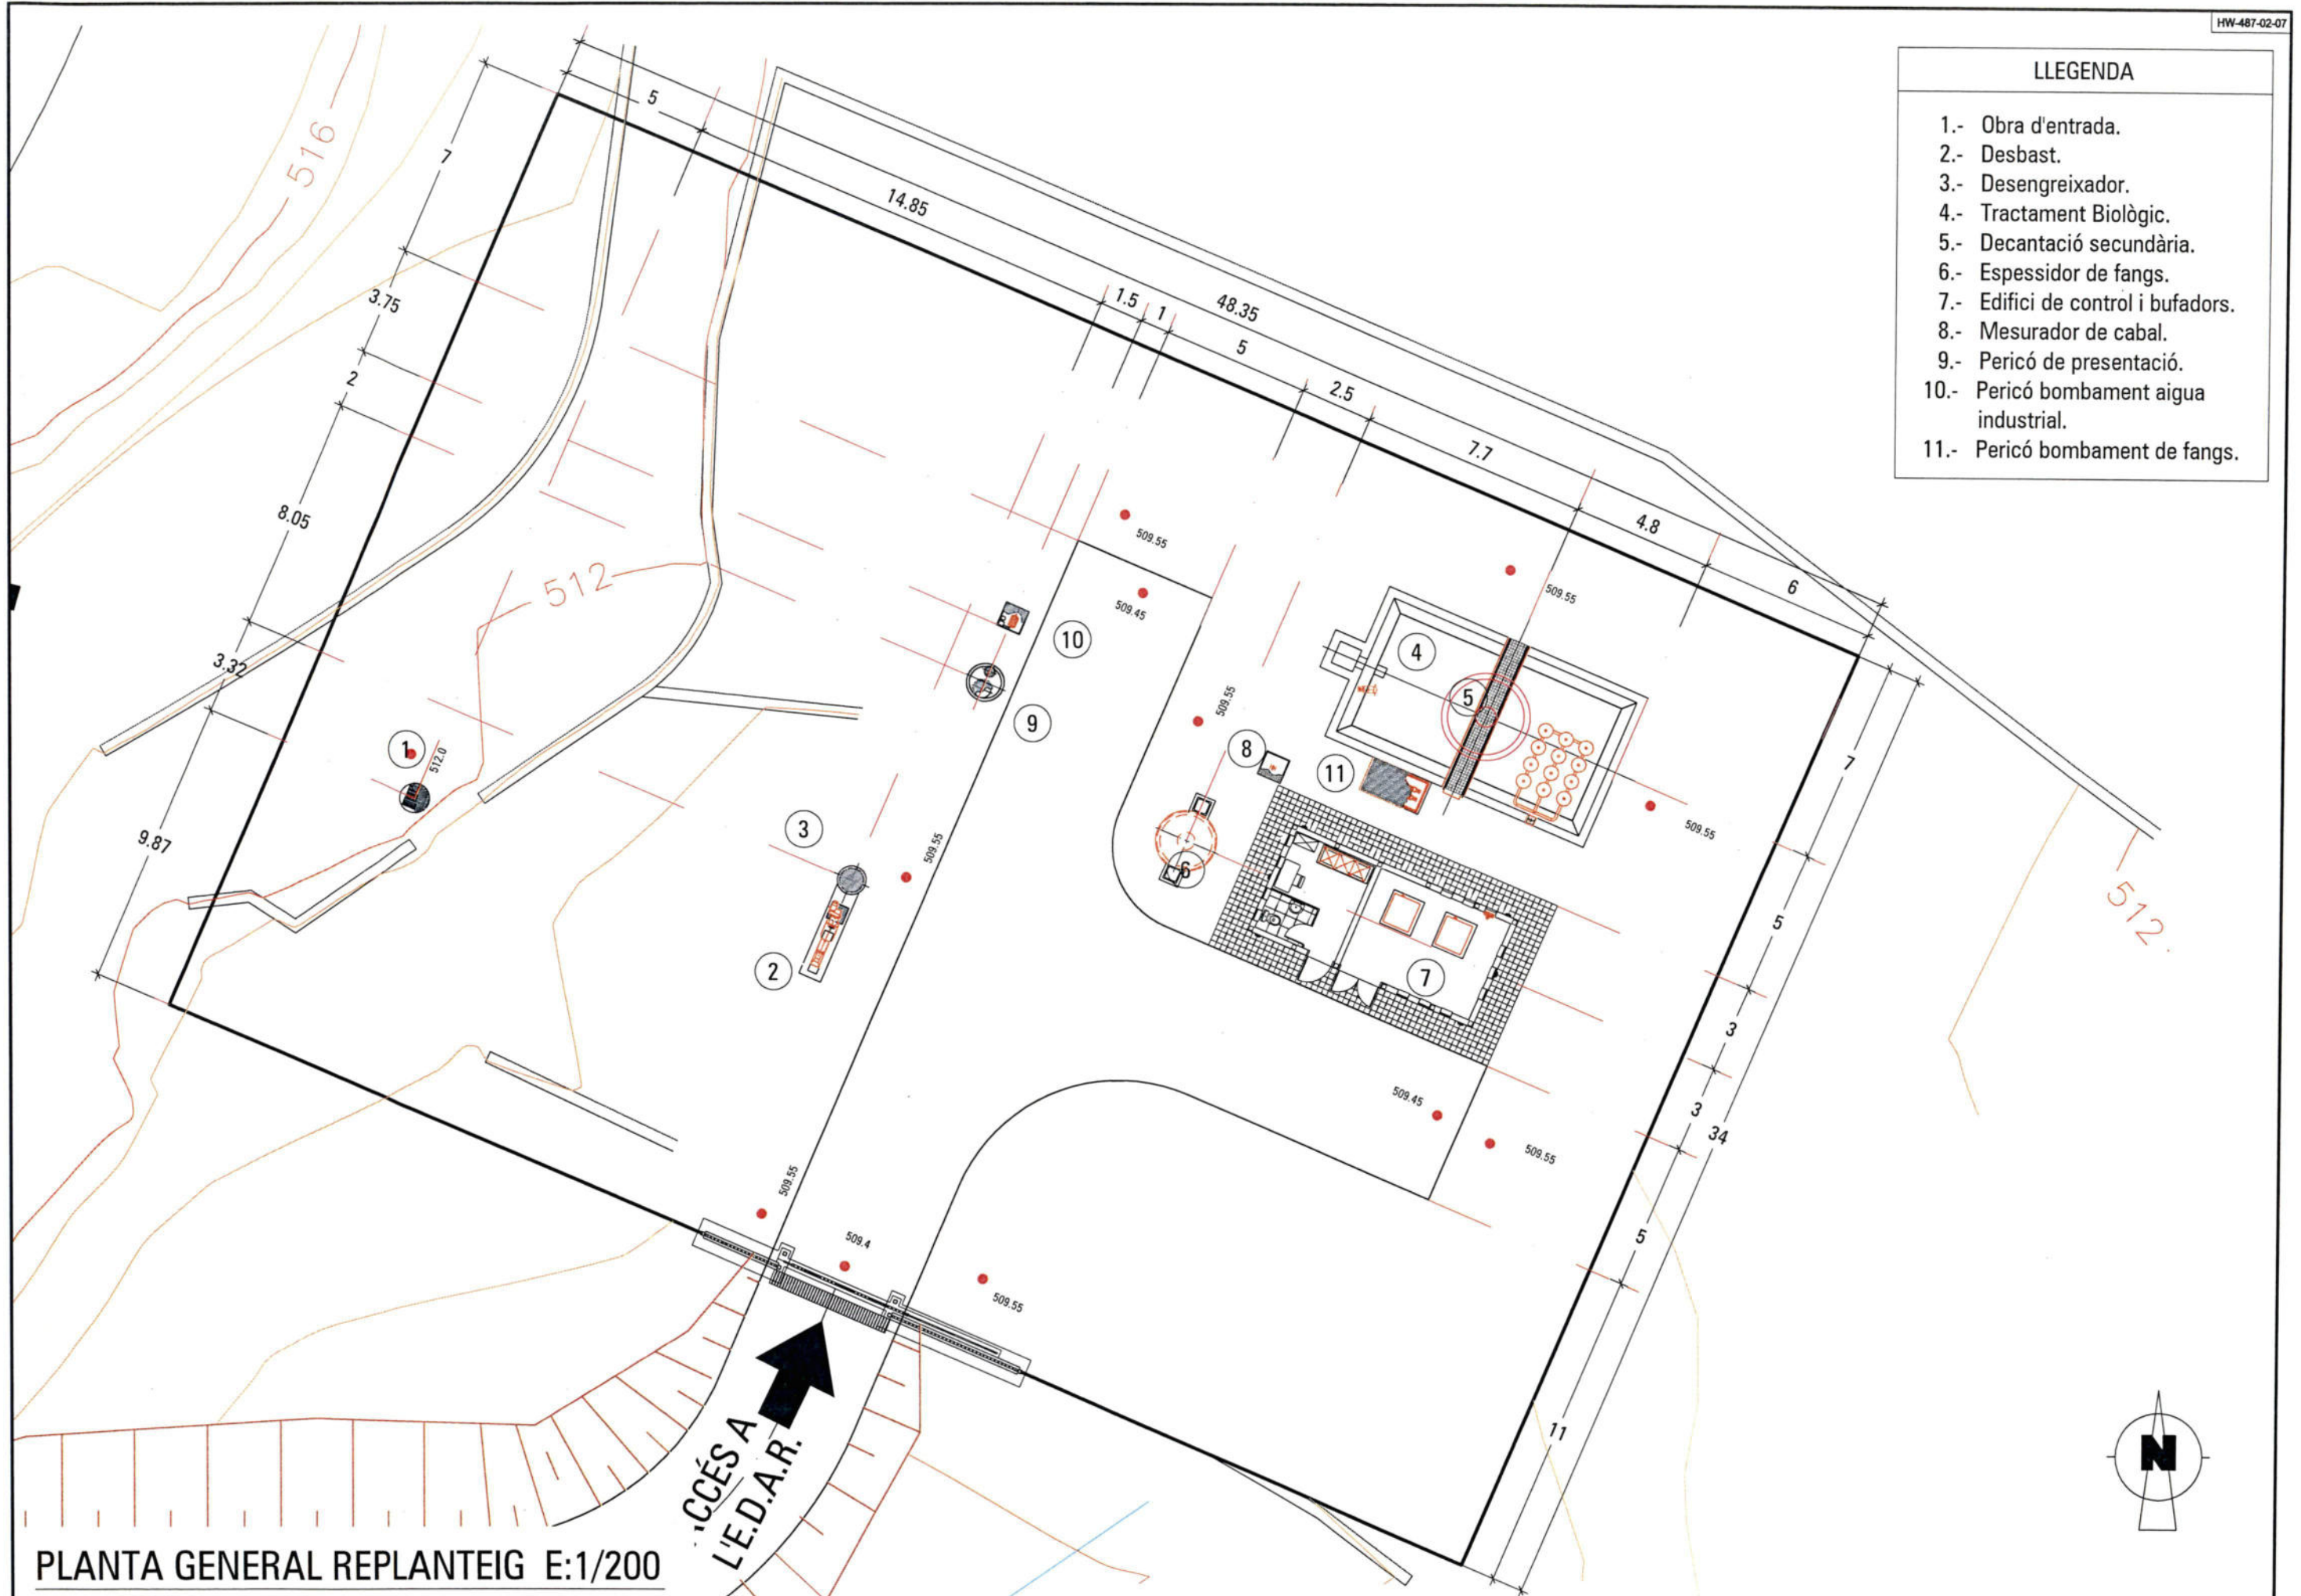 HW-487-02-07
LLEGENDA
1.- Obra d'entrada.
2.- Desbast.
3.- Desengreixador.
4.- Tractament Biològic.
5.- Decantació secundària.
6.- Espessidor de fangs.
7.- Edifici de control i bufadors.
8.- Mesurador de cabal.
9.- Pericó de presentació.
10.- Pericó bombament aigua
industrial.
11.- Pericó bombament de fangs.
516
5
14.85
48.35
1.5
1
5
2.5
7.7
4.8
6
7
3.75
2
8.05
3.32
9.87
512
509.55
509.45
509.55
509.55
10
9
4
5
8
11
6
7
1
512.0
3
2
509.55
509.55
509.45
509.55
509.55
509.4
509.55
7
5
3
3
34
5
11
512
ACCÉS A
L'E.D.A.R.
N
PLANTA GENERAL REPLANTEIG E:1/200